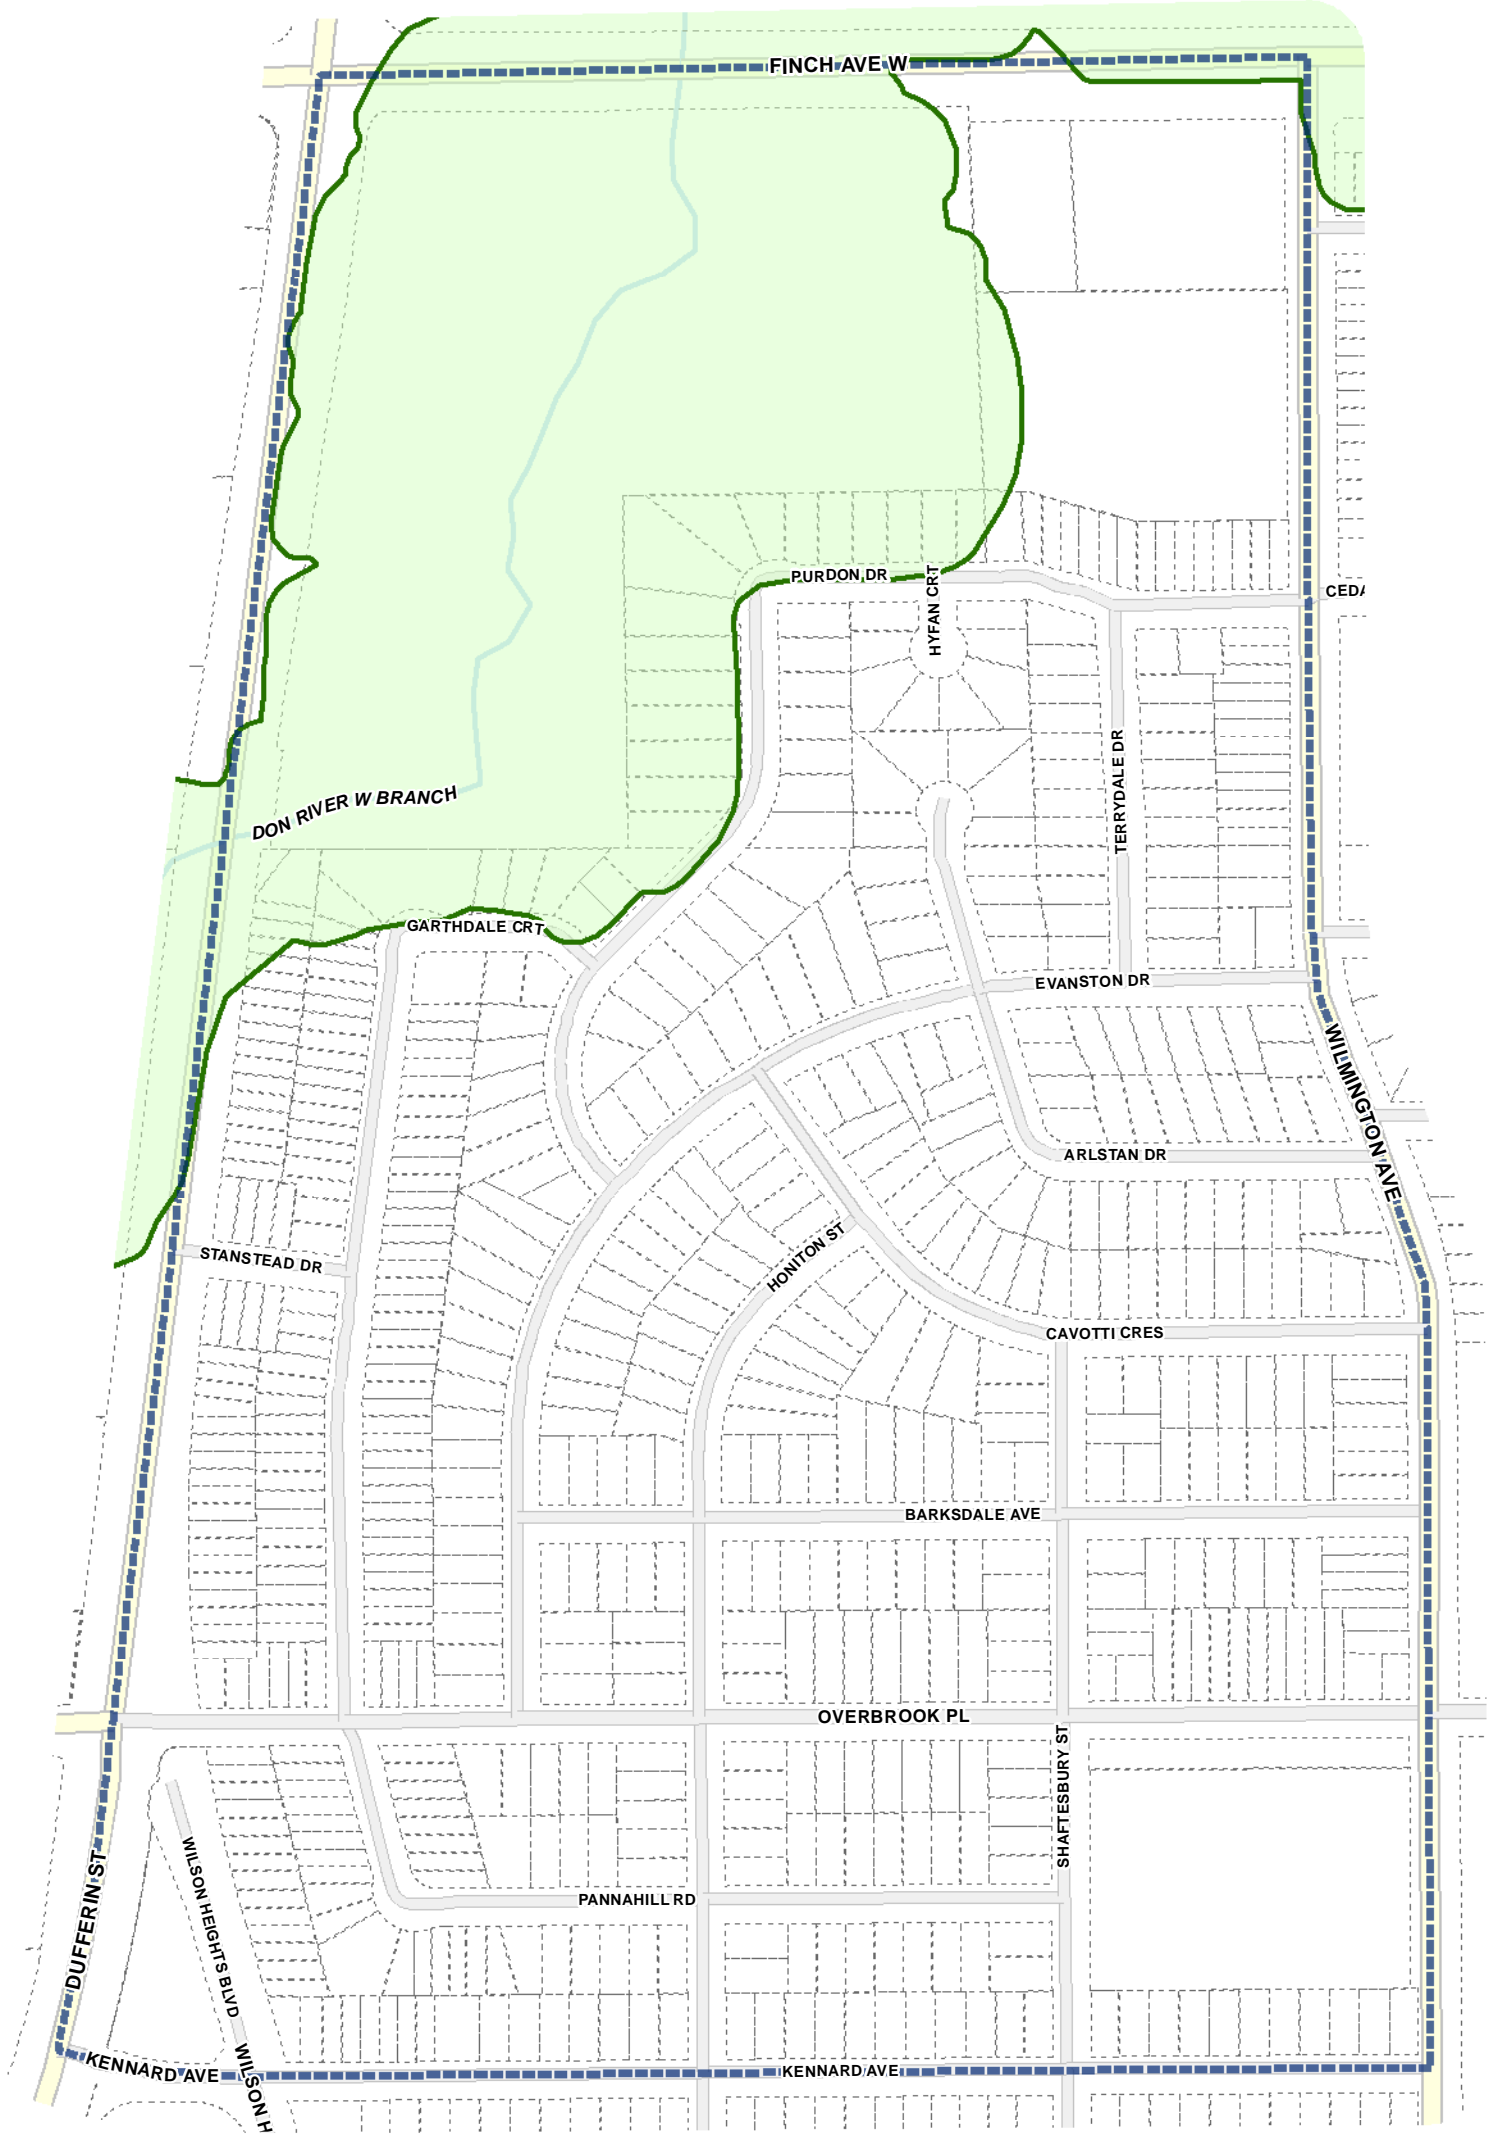 FINCH AVE W
PURDON DR
HYFAN CRT
CEDA
TERRYDALE DR
DON RIVER W BRANCH
GARTHDALE CRT
EVANSTON DR
WILMINGTON AVE
ARLSTAN DR
STANSTEAD DR
HONITON ST
CAVOTTI CRES
BARKSDALE AVE
OVERBROOK PL
SHAFTESBURY ST
WILSON HEIGHTS BLVD
DUFFERIN ST
PANNAHILL RD
KENNARD AVE
WILSON H
KENNARD AVE